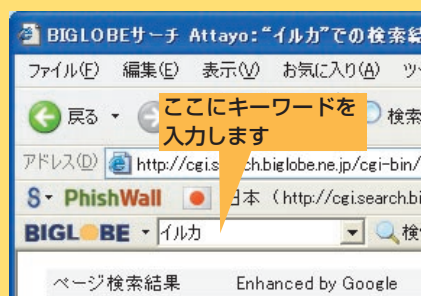 BIGLOBEサーチ Attayo:“イルカ”での検索結
ファイル(F) 編集(E) 表示(V) お気に入り(A) ツ
戻る 検索
ここにキーワードを
入力します
アドレス(D) http://cgi.search.biglobe.ne.jp/cgi-bin/
S PhishWall 日本 (http://cgi.search.bi
BIGLOBE イルカ 検
ページ検索結果 Enhanced by Google